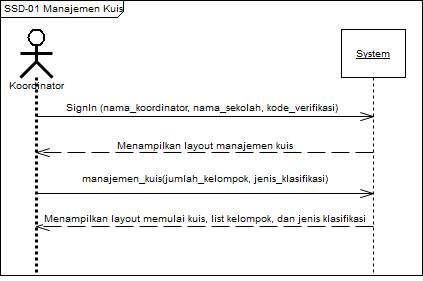 SSD-01 Manajemen Kuis
Koordinator
System
SignIn (nama_koordinator, nama_sekolah, kode_verifikasi)
Menampilkan layout manajemen kuis
manajemen_kuis(jumlah_kelompok, jenis_klasifikasi)
Menampilkan layout memulai kuis, list kelompok, dan jenis klasifikasi